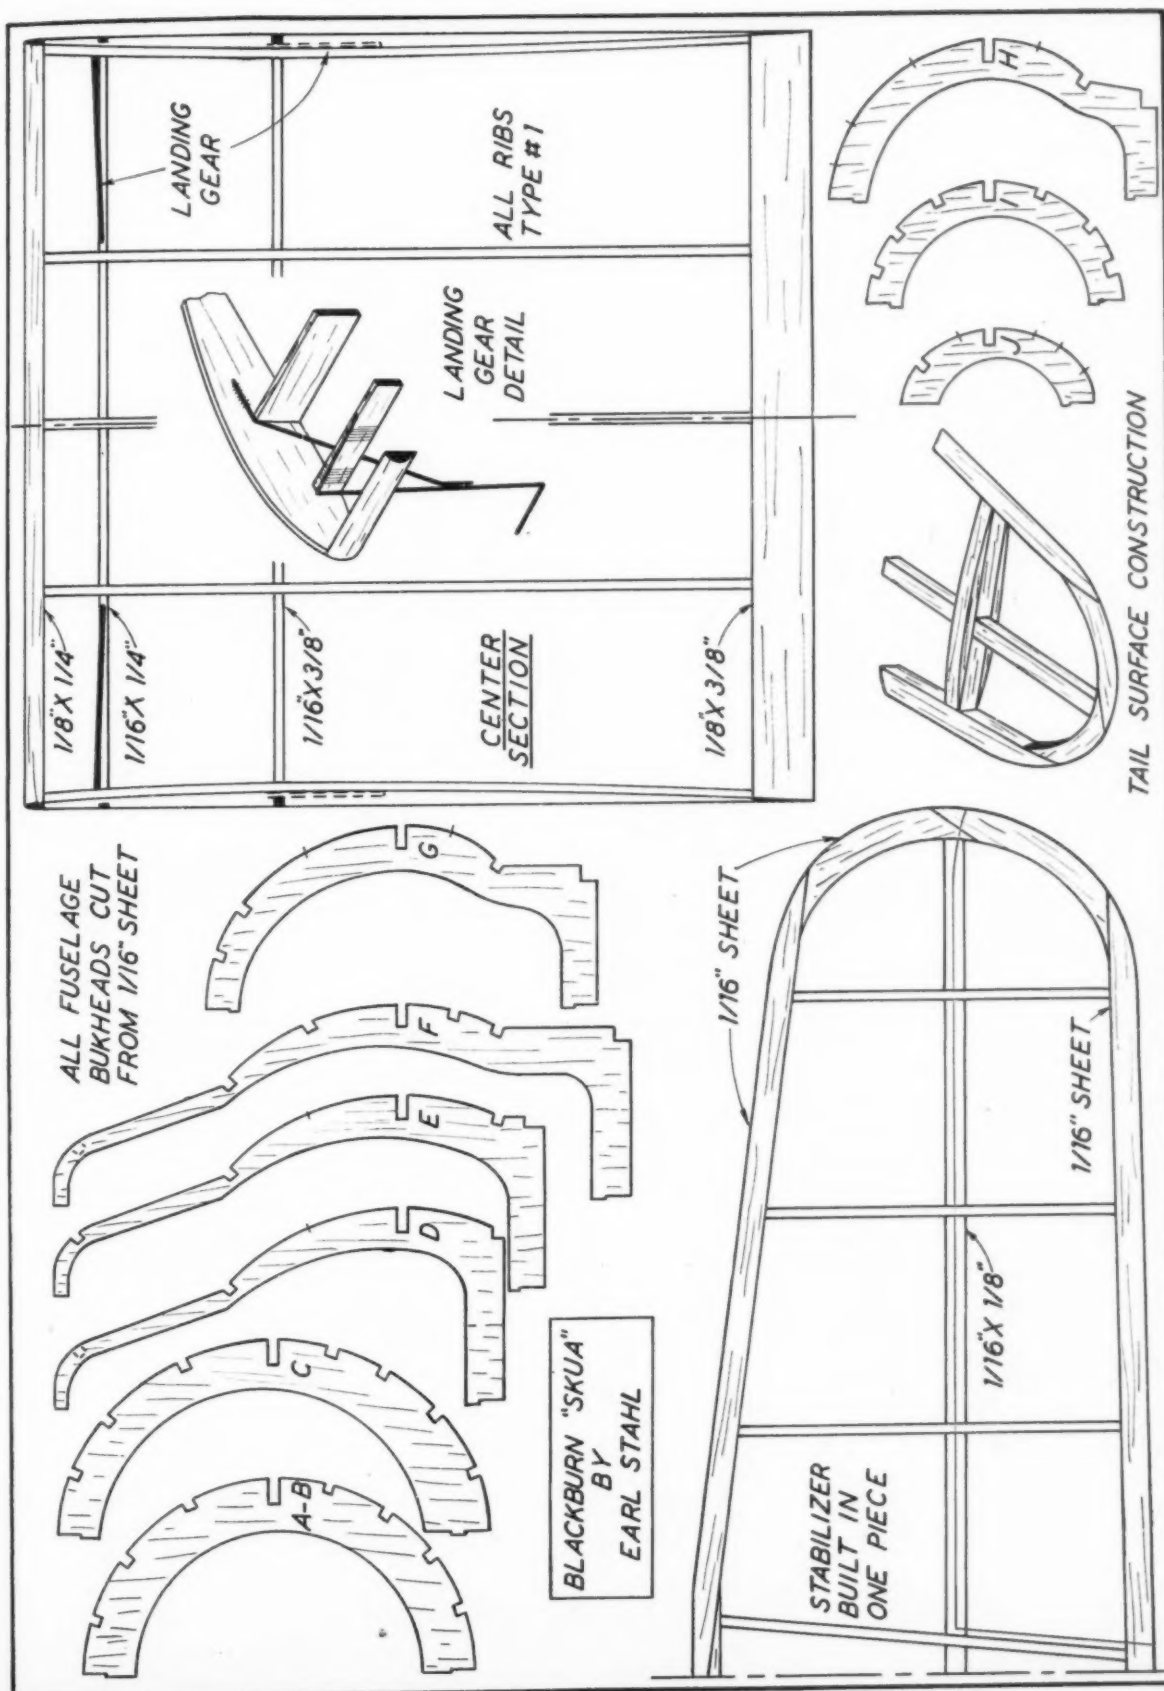 ALL FUSELAGE
BUKHEADS CUT
FROM 1/16" SHEET
A-B
C
D
E
F
G
BLACKBURN "SKUA"
BY
EARL STAHL
1/8" X 1/4"
1/16" X 1/4"
1/16" X 3/8"
CENTER
SECTION
1/8" X 3/8"
LANDING
GEAR
LANDING
GEAR
DETAIL
ALL RIBS
TYPE #1
STABILIZER
BUILT IN
ONE PIECE
1/16" SHEET
1/16" X 1/8"
1/16" SHEET
TAIL SURFACE CONSTRUCTION
J
I
H